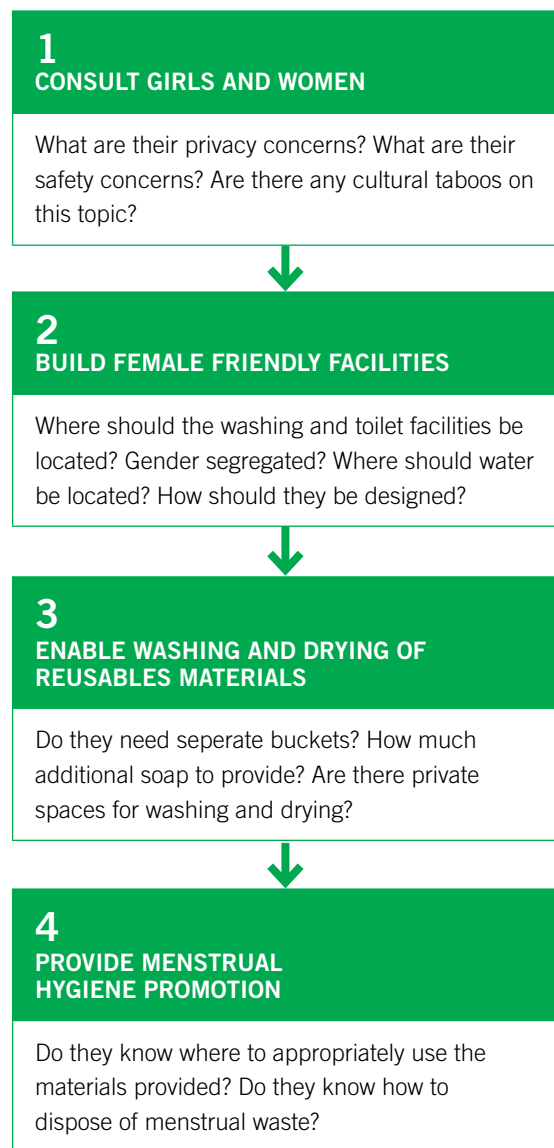 1
CONSULT GIRLS AND WOMEN
What are their privacy concerns? What are their
safety concerns? Are there any cultural taboos on
this topic?
2
BUILD FEMALE FRIENDLY FACILITIES
Where should the washing and toilet facilities be
located? Gender segregated? Where should water
be located? How should they be designed?
3
ENABLE WASHING AND DRYING OF
REUSABLES MATERIALS
Do they need seperate buckets? How much
additional soap to provide? Are there private
spaces for washing and drying?
4
PROVIDE MENSTRUAL
HYGIENE PROMOTION
Do they know where to appropriately use the
materials provided? Do they know how to
dispose of menstrual waste?